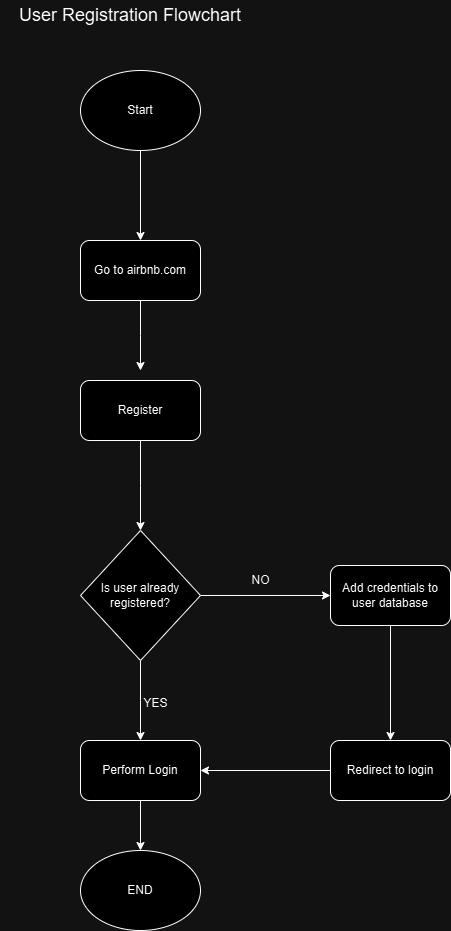 User Registration Flowchart
Start
Go to airbnb.com
Register
Is user already
registered?
NO
Add credentials to
user database
YES
Perform Login
Redirect to login
END